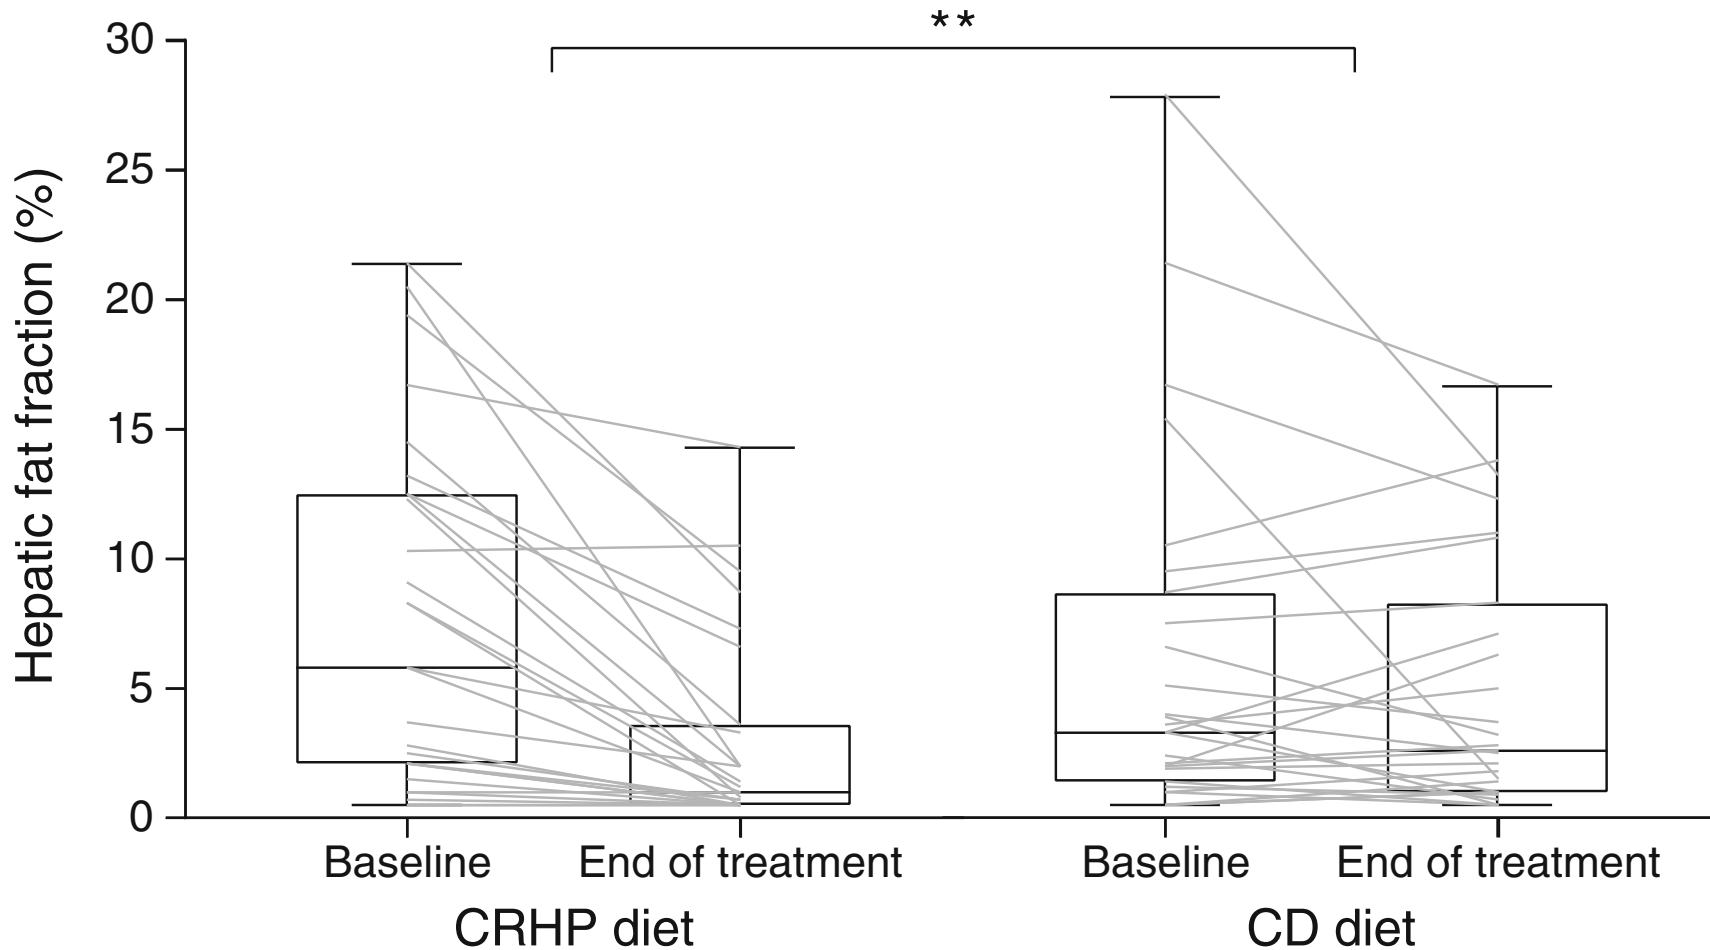 **
30
25
20
15
10
5
0
Hepatic fat fraction (%)
Baseline
End of treatment
Baseline
End of treatment
CRHP diet
CD diet